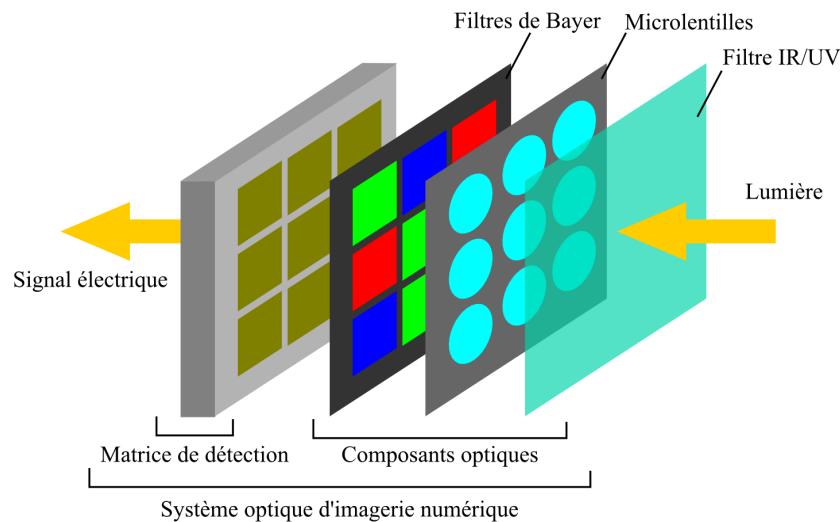 Filtres de Bayer
Microlentilles
Filtre IR/UV
Lumière
Signal électrique
Matrice de détection
Composants optiques
Système optique d'imagerie numérique